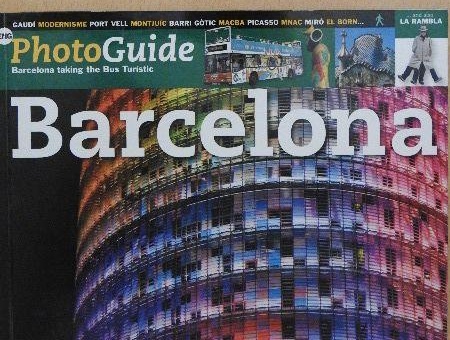 GAUDÍ MODERNISME PORT VELL MONTJUÏC BARRI GÒTIC MACBA PICASSO MNAC MIRÓ EL BORN...
LA RAMBLA
ENG
PhotoGuide
Barcelona taking the Bus Turístic
Barcelona